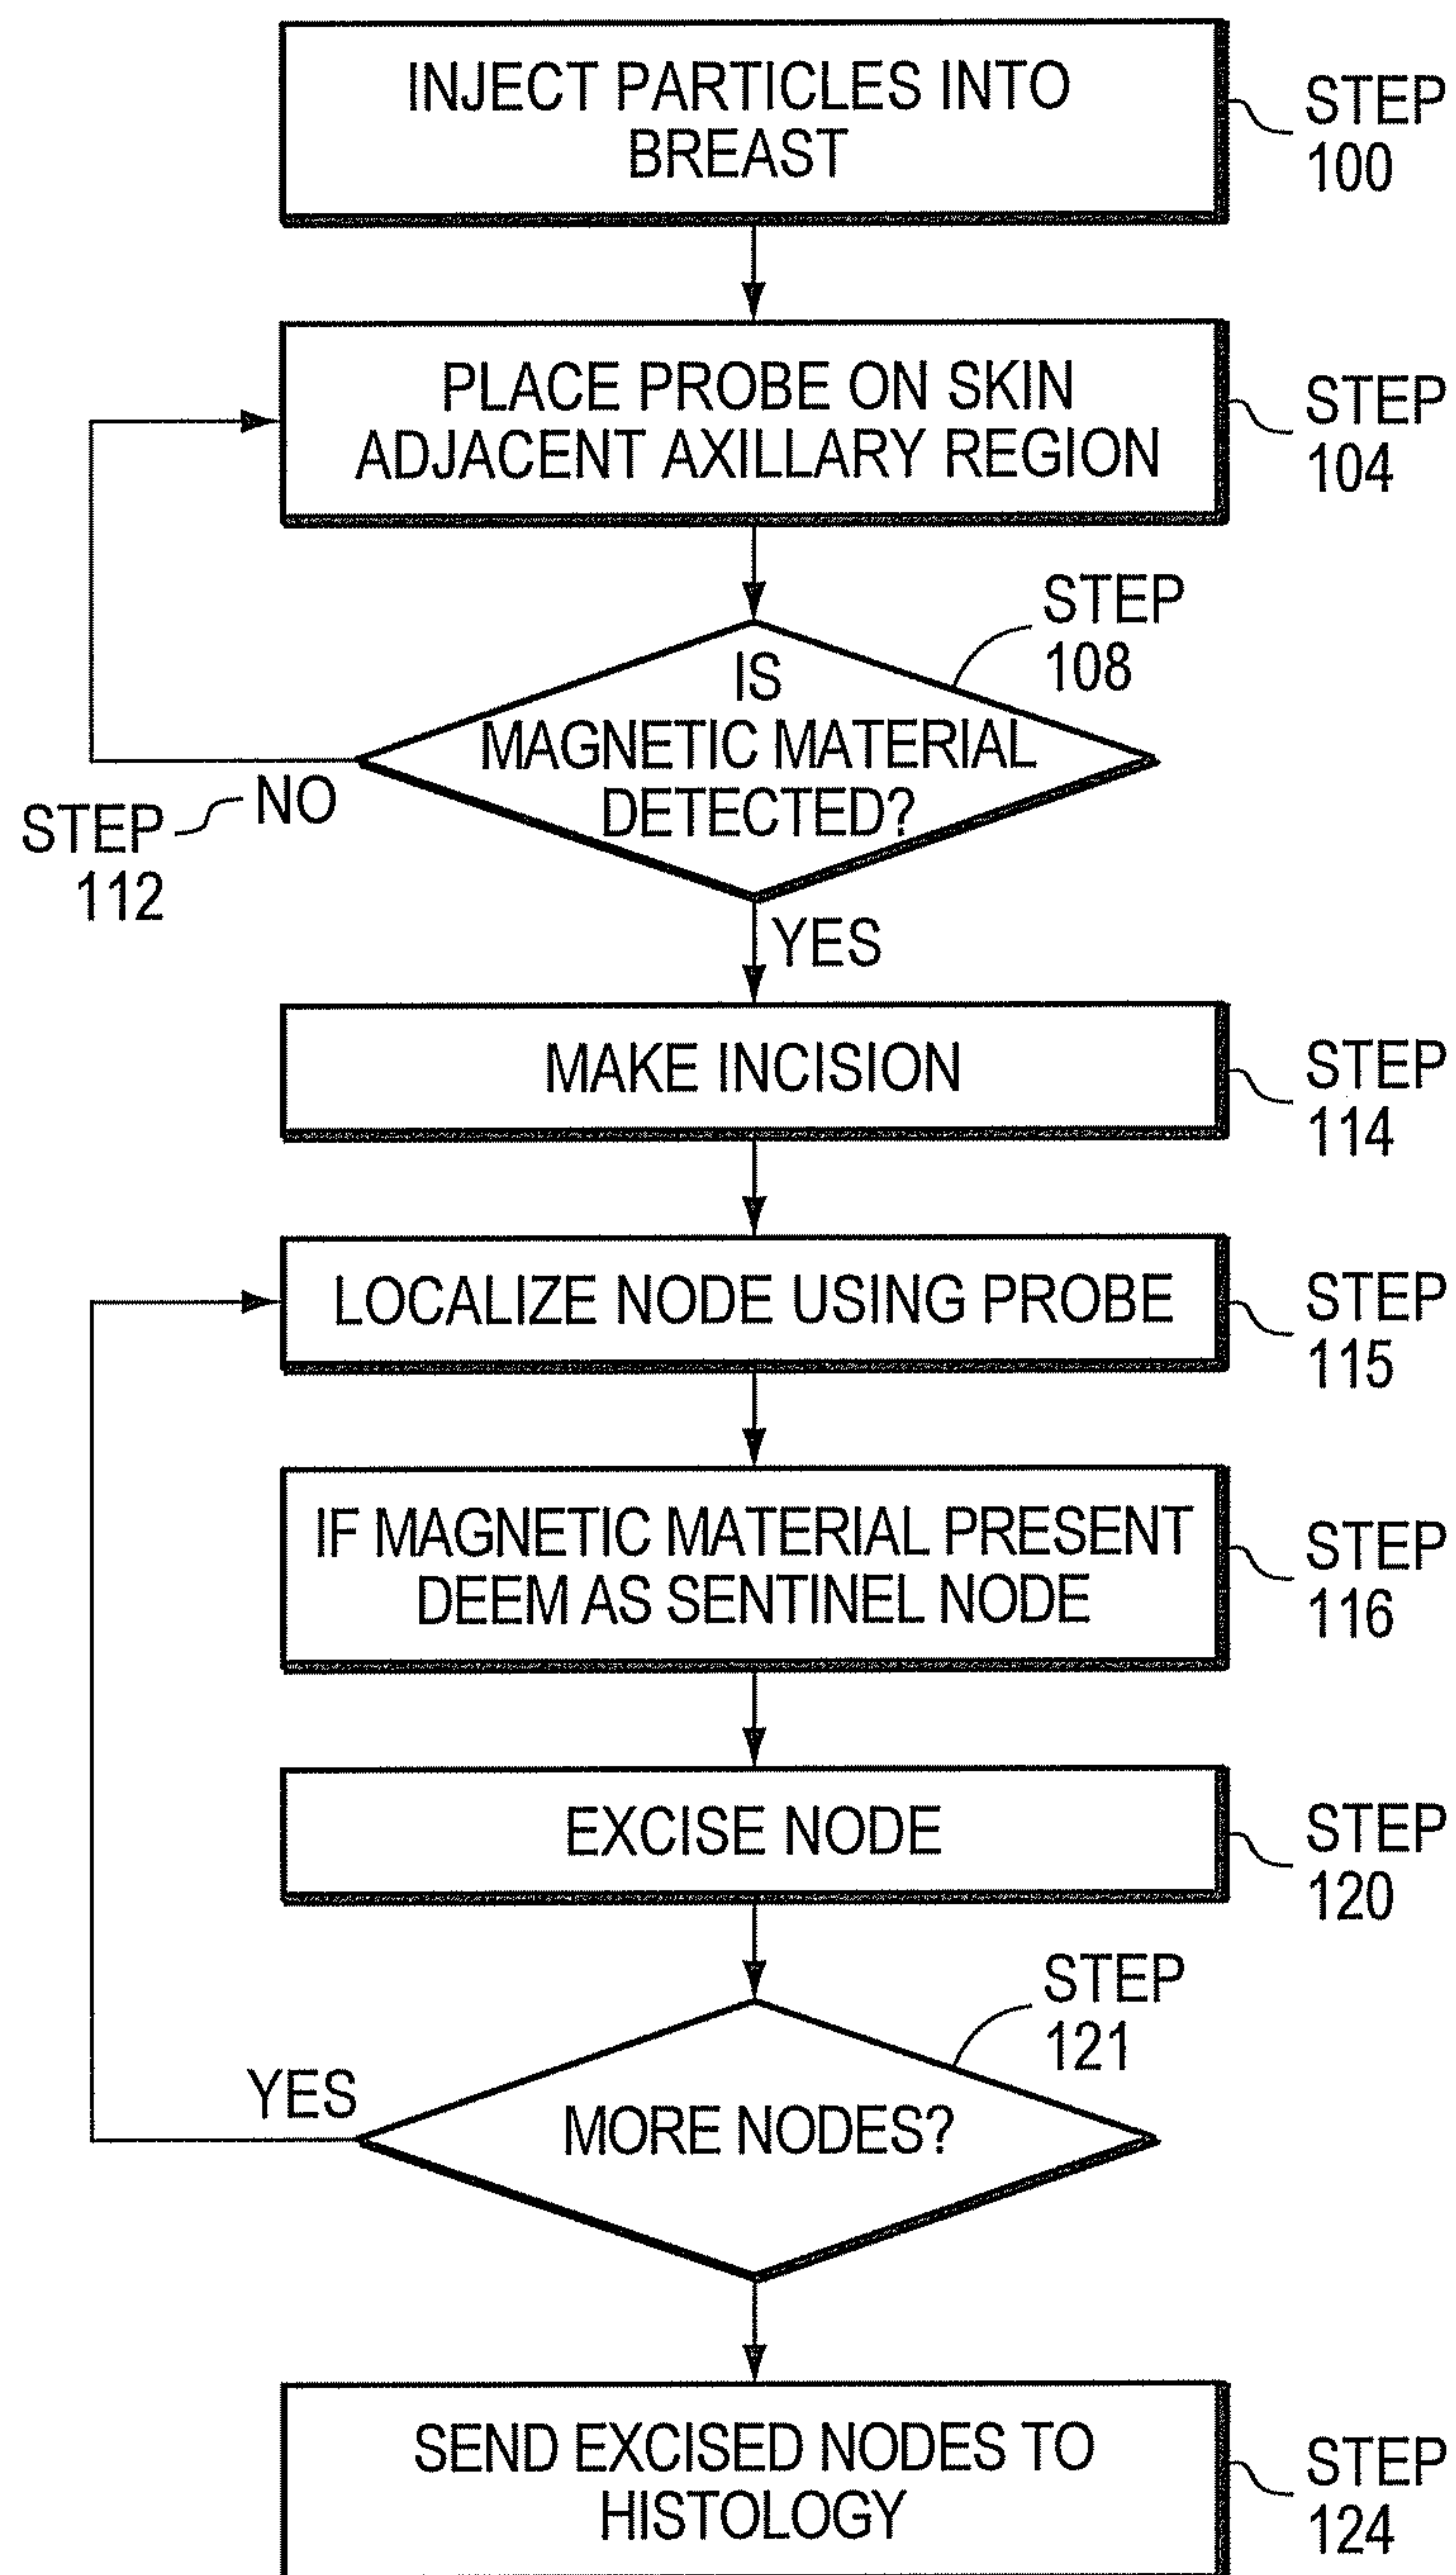 INJECT PARTICLES INTO
BREAST
STEP
100
PLACE PROBE ON SKIN
ADJACENT AXILLARY REGION
STEP
104
IS
MAGNETIC MATERIAL
DETECTED?
STEP
108
NO
STEP
112
YES
MAKE INCISION
STEP
114
LOCALIZE NODE USING PROBE
STEP
115
IF MAGNETIC MATERIAL PRESENT
DEEM AS SENTINEL NODE
STEP
116
EXCISE NODE
STEP
120
MORE NODES?
STEP
121
YES
SEND EXCISED NODES TO
HISTOLOGY
STEP
124